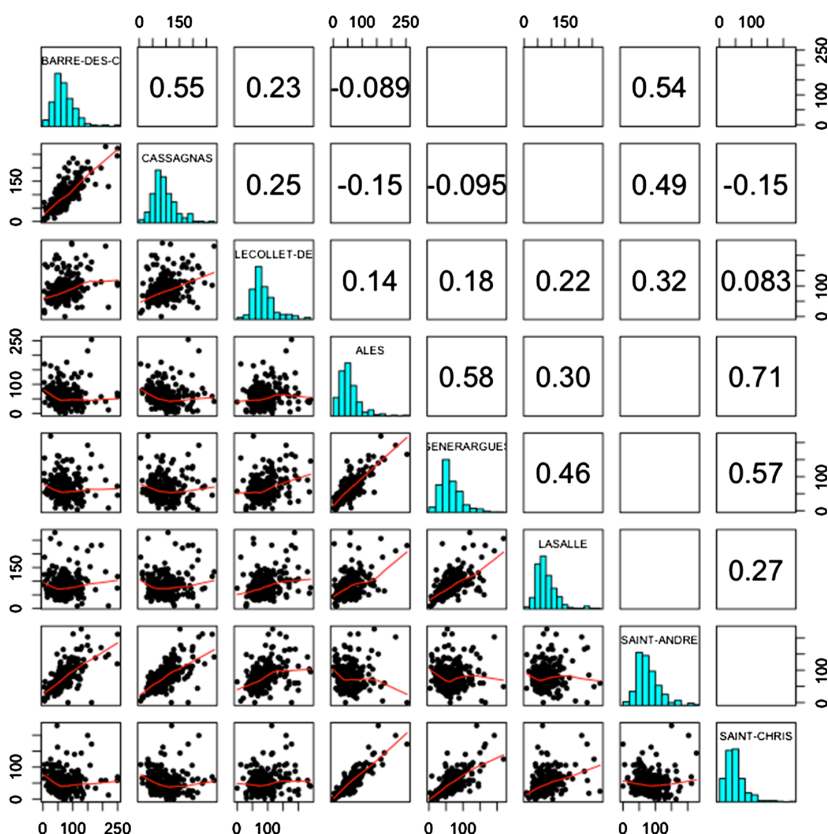 0 150 0 100 250 0 150 0 100
BARRE-DES-C 0.55 0.23 -0.089 0.54 0 100 250
0 150 CASSAGNAS 0.25 -0.15 -0.095 0.49 -0.15
LECOLLET-DE 0.14 0.18 0.22 0.32 0.083 0 100
0 100 250 ALES 0.58 0.30 0.71
GENERARGUES 0.46 0.57 0 100
0 150 LASALLE 0.27
SAINT-ANDRE 0 100
0 100 SAINT-CHRIS
0 100 250 0 100 0 100 0 100